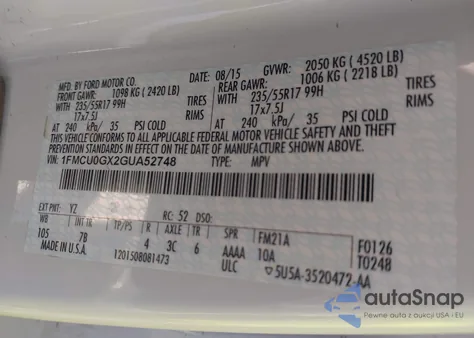 MFD. BY FORD MOTOR CO.
DATE: 08/15 GVWR: 2050 KG ( 4520 LB)
FRONT GAWR: 1098 KG ( 2420 LB)
REAR GAWR: 1006 KG ( 2218 LB)
WITH 235/55R17 99H TIRES WITH 235/55R17 99H TIRES
17x7.5J RIMS 17x7.5J RIMS
AT 240 kPa/ 35 PSI COLD AT 240 kPa/ 35 PSI COLD
THIS VEHICLE CONFORMS TO ALL APPLICABLE FEDERAL MOTOR VEHICLE SAFETY AND THEFT
PREVENTION STANDARDS IN EFFECT ON THE DATE OF MANUFACTURE SHOWN ABOVE.
VIN: 1FMCU0GX2GUA52748 TYPE: MPV
EXT PNT: YZ RC: 52 DSO:
WB INT TR TP/PS R AXLE TR SPR
105 7B 4 3C 6 AAAA
FM21A F0126
10A T0248
MADE IN U.S.A. ULC
1201508081473 5U5A-3520472-AA
autoSnap
Pewne auta z aukcji USA i EU